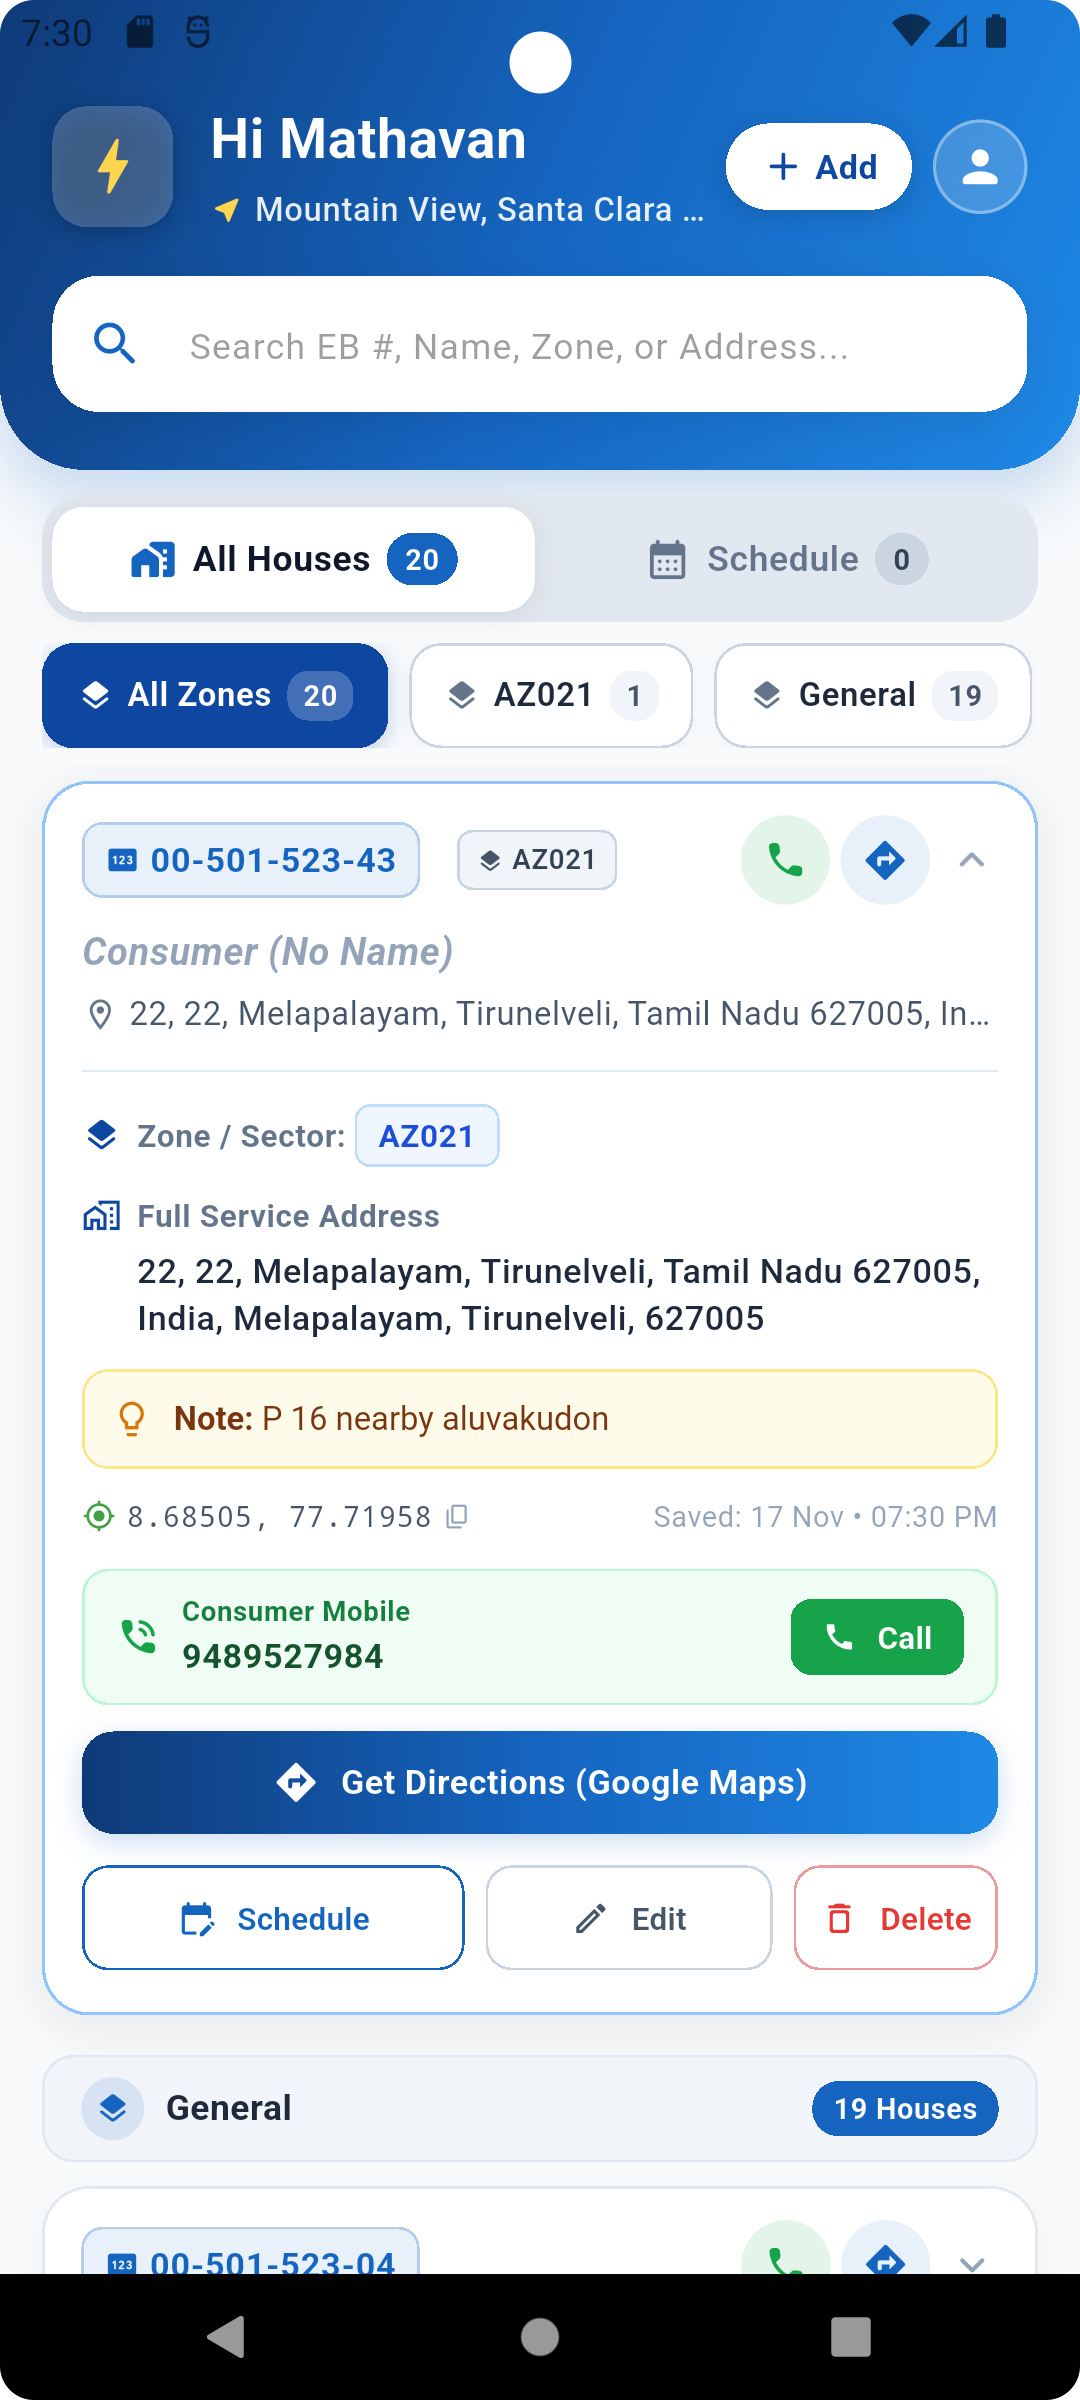 7:30
Hi Mathavan
Mountain View, Santa Clara ...
+ Add
Search EB #, Name, Zone, or Address...
All Houses 20
Schedule 0
All Zones 20
AZ021 1
General 19
123 00-501-523-43
AZ021
Consumer (No Name)
22, 22, Melapalayam, Tirunelveli, Tamil Nadu 627005, In...
Zone / Sector: AZ021
Full Service Address
22, 22, Melapalayam, Tirunelveli, Tamil Nadu 627005,
India, Melapalayam, Tirunelveli, 627005
Note: P 16 nearby aluvakudon
8.68505, 77.71958
Saved: 17 Nov • 07:30 PM
Consumer Mobile
9489527984
Call
Get Directions (Google Maps)
Schedule
Edit
Delete
General
19 Houses
123 00-501-523-04